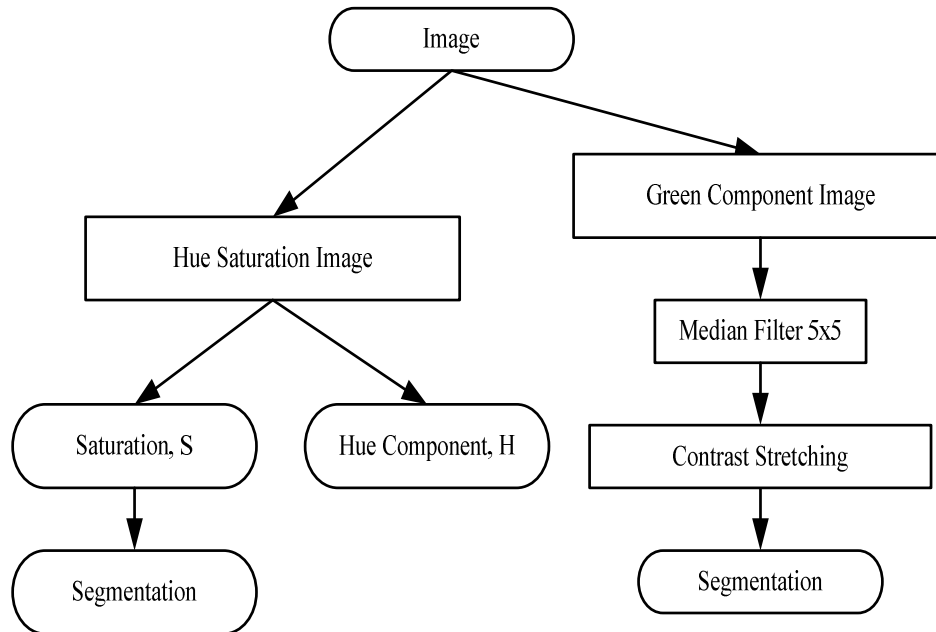 Image
Green Component Image
Hue Saturation Image
Median Filter 5x5
Saturation, S
Hue Component, H
Contrast Stretching
Segmentation
Segmentation